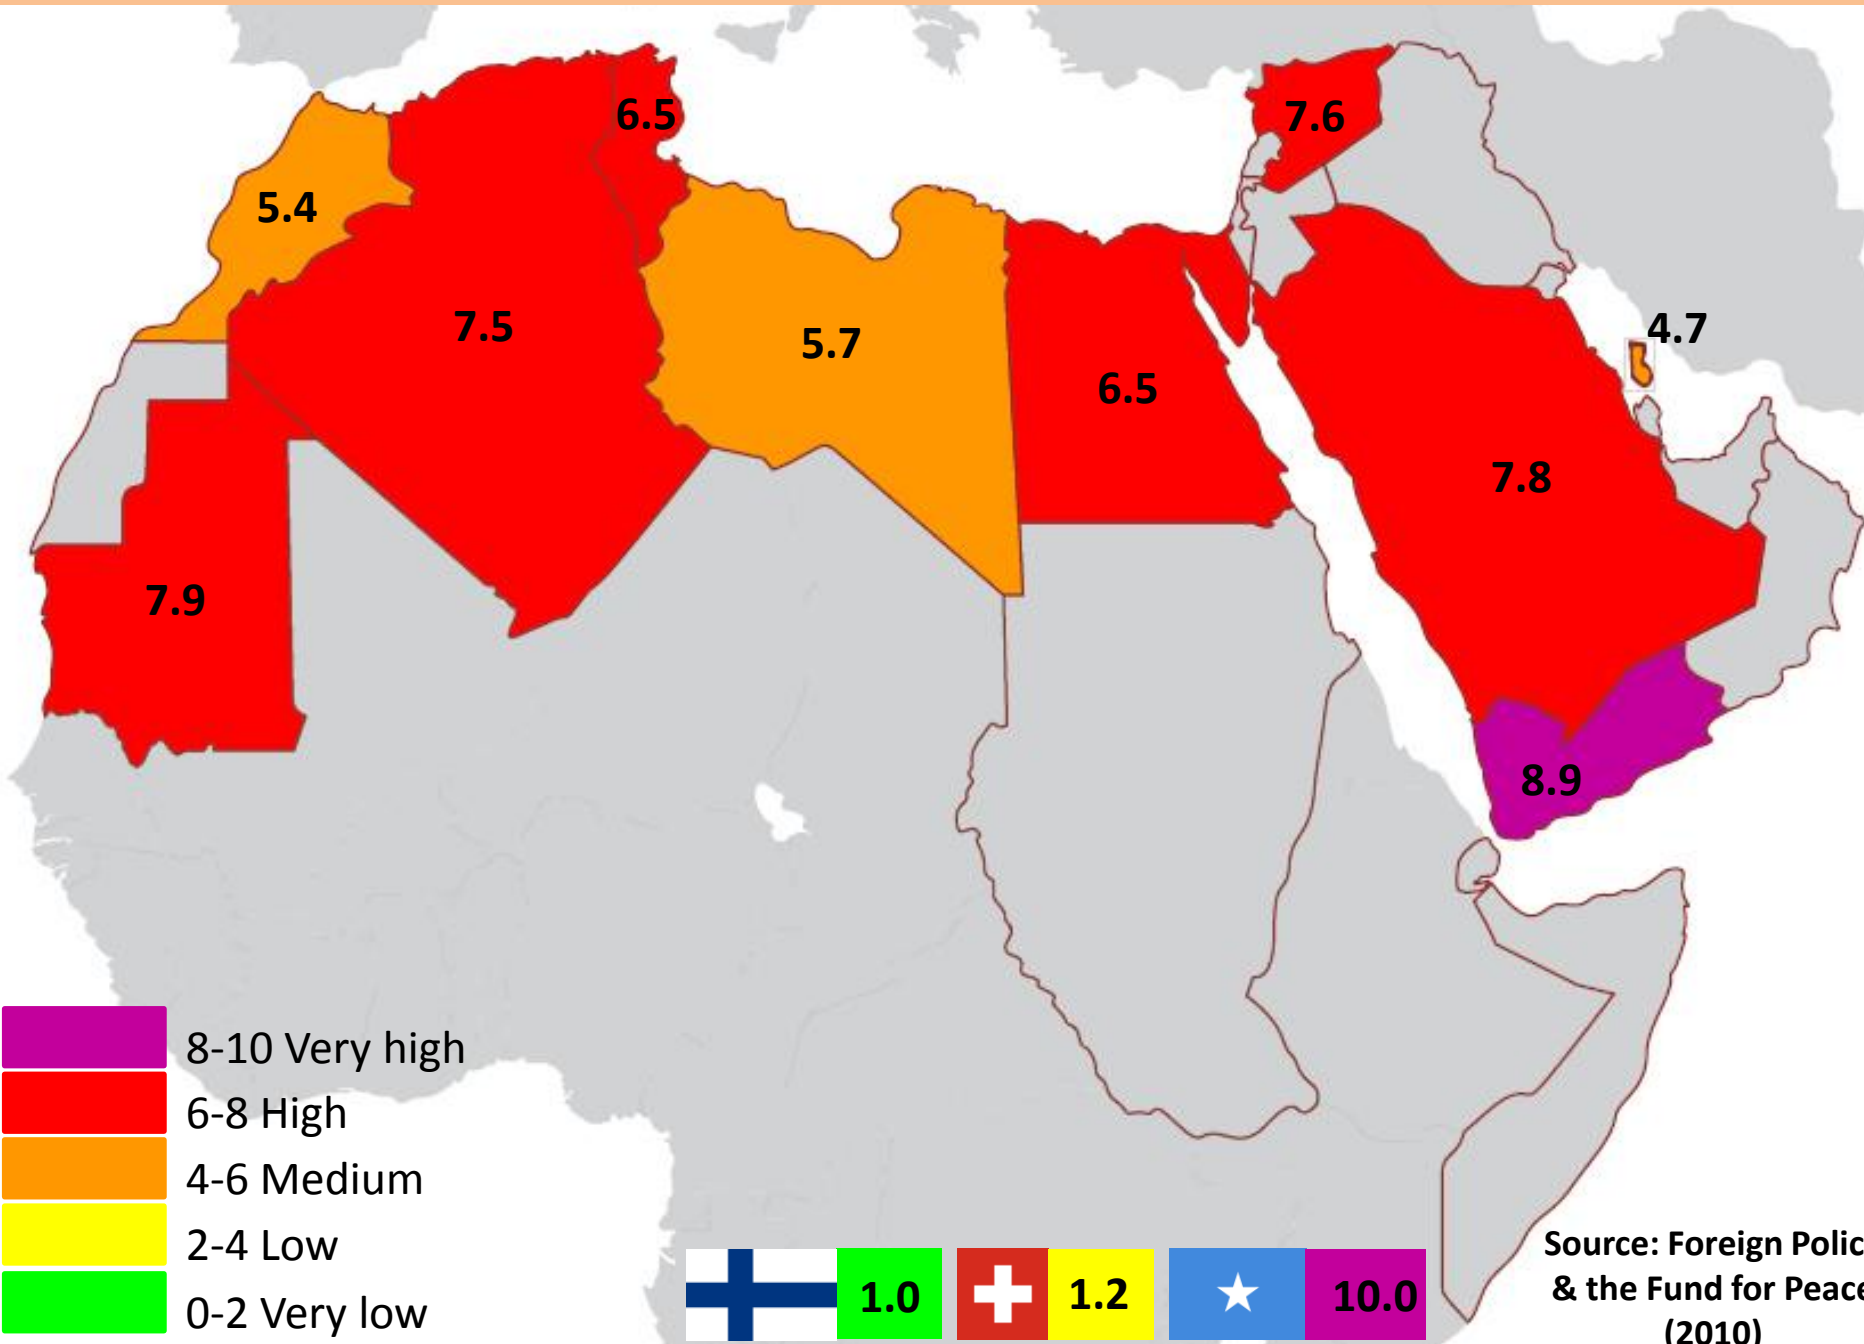 6.5
7.6
5.4
7.5
5.7
4.7
6.5
7.8
7.9
8.9
8-10 Very high
6-8 High
4-6 Medium
2-4 Low
0-2 Very low
1.0
1.2
10.0
Source: Foreign Polic
& the Fund for Peace
(2010)